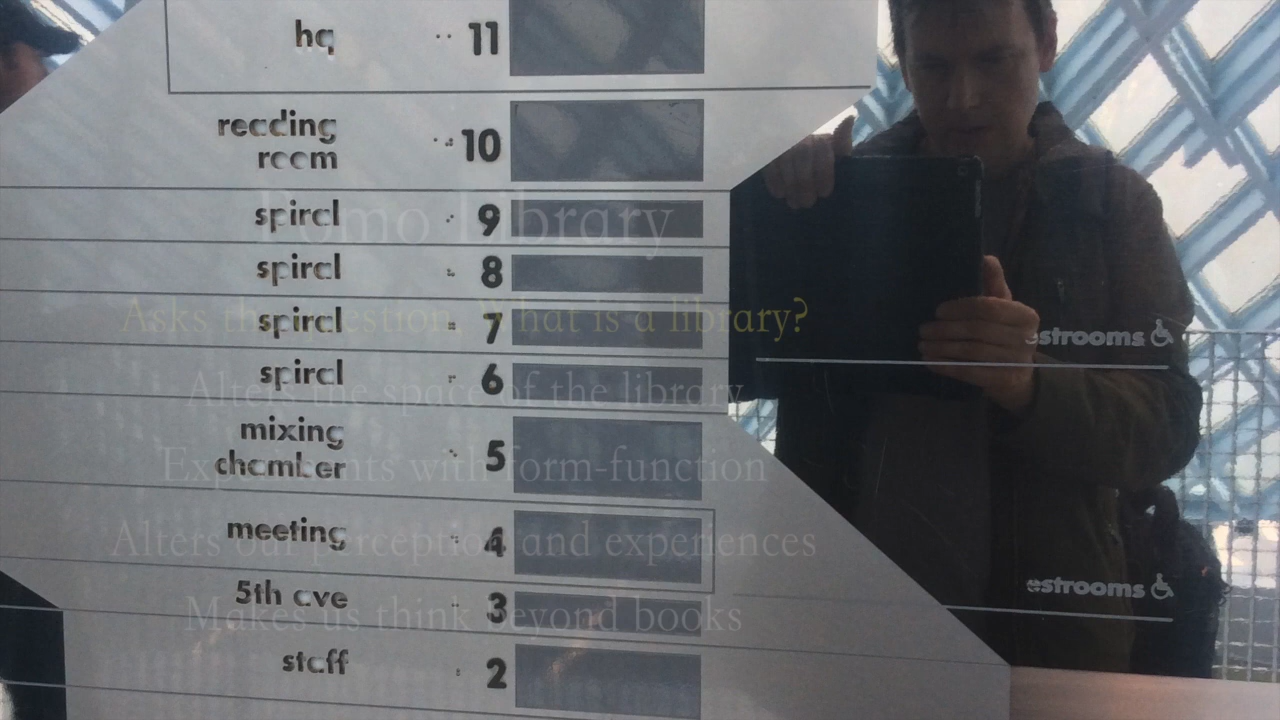 hq 11
reading
room 10
Pomo Library
spiral 9
spiral 8
Asks the question. What is a library?
spiral 7
restrooms
spiral 6
Alters the space of the library
mixing
chamber 5
Experiments with form-function
meeting 4
Alters our perception and experiences
restrooms
5th ave 3
Makes us think beyond books
staff 2